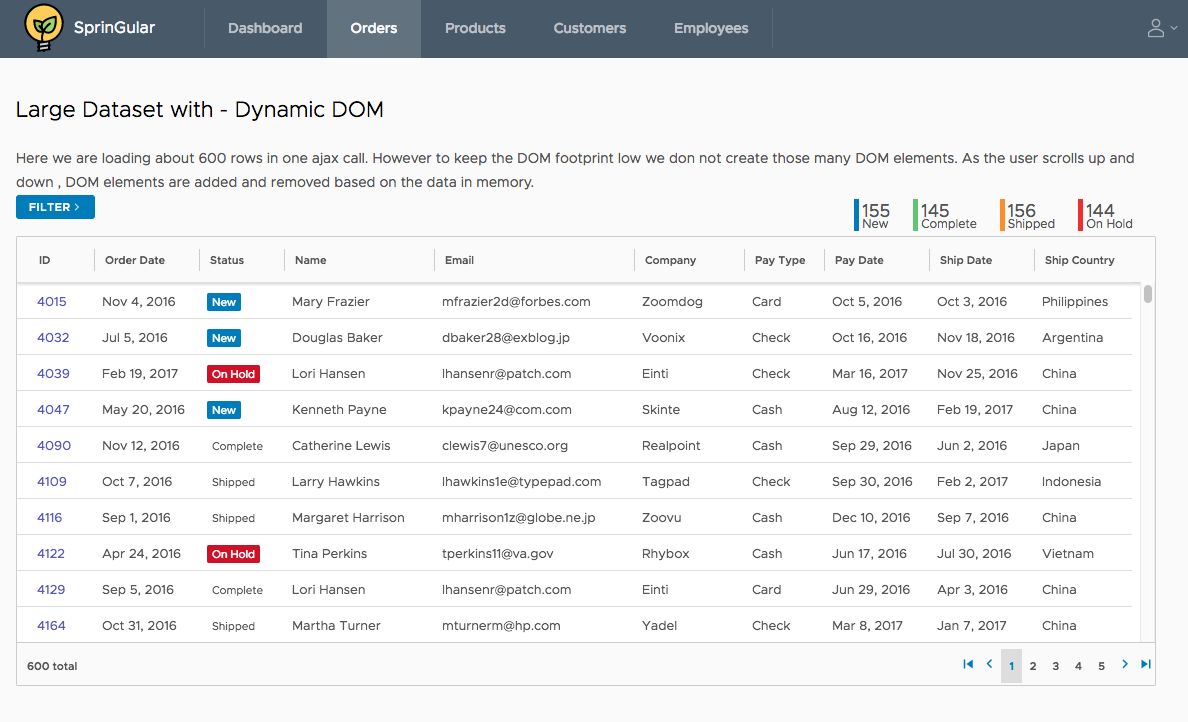 SprinGular Dashboard Orders Products Customers Employees
Large Dataset with - Dynamic DOM
Here we are loading about 600 rows in one ajax call. However to keep the DOM footprint low we don not create those many DOM elements. As the user scrolls up and
down , DOM elements are added and removed based on the data in memory.
FILTER
155 145 156 144
New Complete Shipped On Hold
ID Order Date Status Name Email Company Pay Type Pay Date Ship Date Ship Country
4015 Nov 4, 2016 New Mary Frazier mfrazier2d@forbes.com Zoomdog Card Oct 5, 2016 Oct 3, 2016 Philippines
4032 Jul 5, 2016 New Douglas Baker dbaker28@exblog.jp Voonix Check Oct 16, 2016 Nov 18, 2016 Argentina
4039 Feb 19, 2017 On Hold Lori Hansen lhansenr@patch.com Einti Check Mar 16, 2017 Nov 25, 2016 China
4047 May 20, 2016 New Kenneth Payne kpayne24@com.com Skinte Cash Aug 12, 2016 Feb 19, 2017 China
4090 Nov 12, 2016 Complete Catherine Lewis clewis7@unesco.org Realpoint Cash Sep 29, 2016 Jun 2, 2016 Japan
4109 Oct 7, 2016 Shipped Larry Hawkins lhawkins1e@typepad.com Tagpad Check Sep 30, 2016 Feb 2, 2017 Indonesia
4116 Sep 1, 2016 Shipped Margaret Harrison mharrison1z@globe.ne.jp Zoovu Cash Dec 10, 2016 Sep 7, 2016 China
4122 Apr 24, 2016 On Hold Tina Perkins tperkins11@va.gov Rhybox Cash Jun 17, 2016 Jul 30, 2016 Vietnam
4129 Sep 5, 2016 Complete Lori Hansen lhansenr@patch.com Einti Card Jun 29, 2016 Apr 3, 2016 China
4164 Oct 31, 2016 Shipped Martha Turner mturnerm@hp.com Yadel Check Mar 8, 2017 Jan 7, 2017 China
600 total 1 2 3 4 5